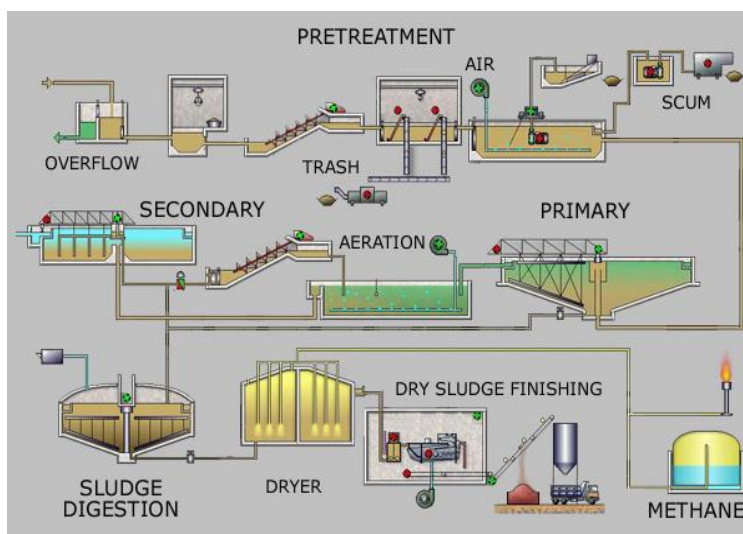 PRETREATMENT
AIR
SCUM
OVERFLOW
TRASH
SECONDARY
AERATION
PRIMARY
DRY SLUDGE FINISHING
SLUDGE
DIGESTION
DRYER
METHANE